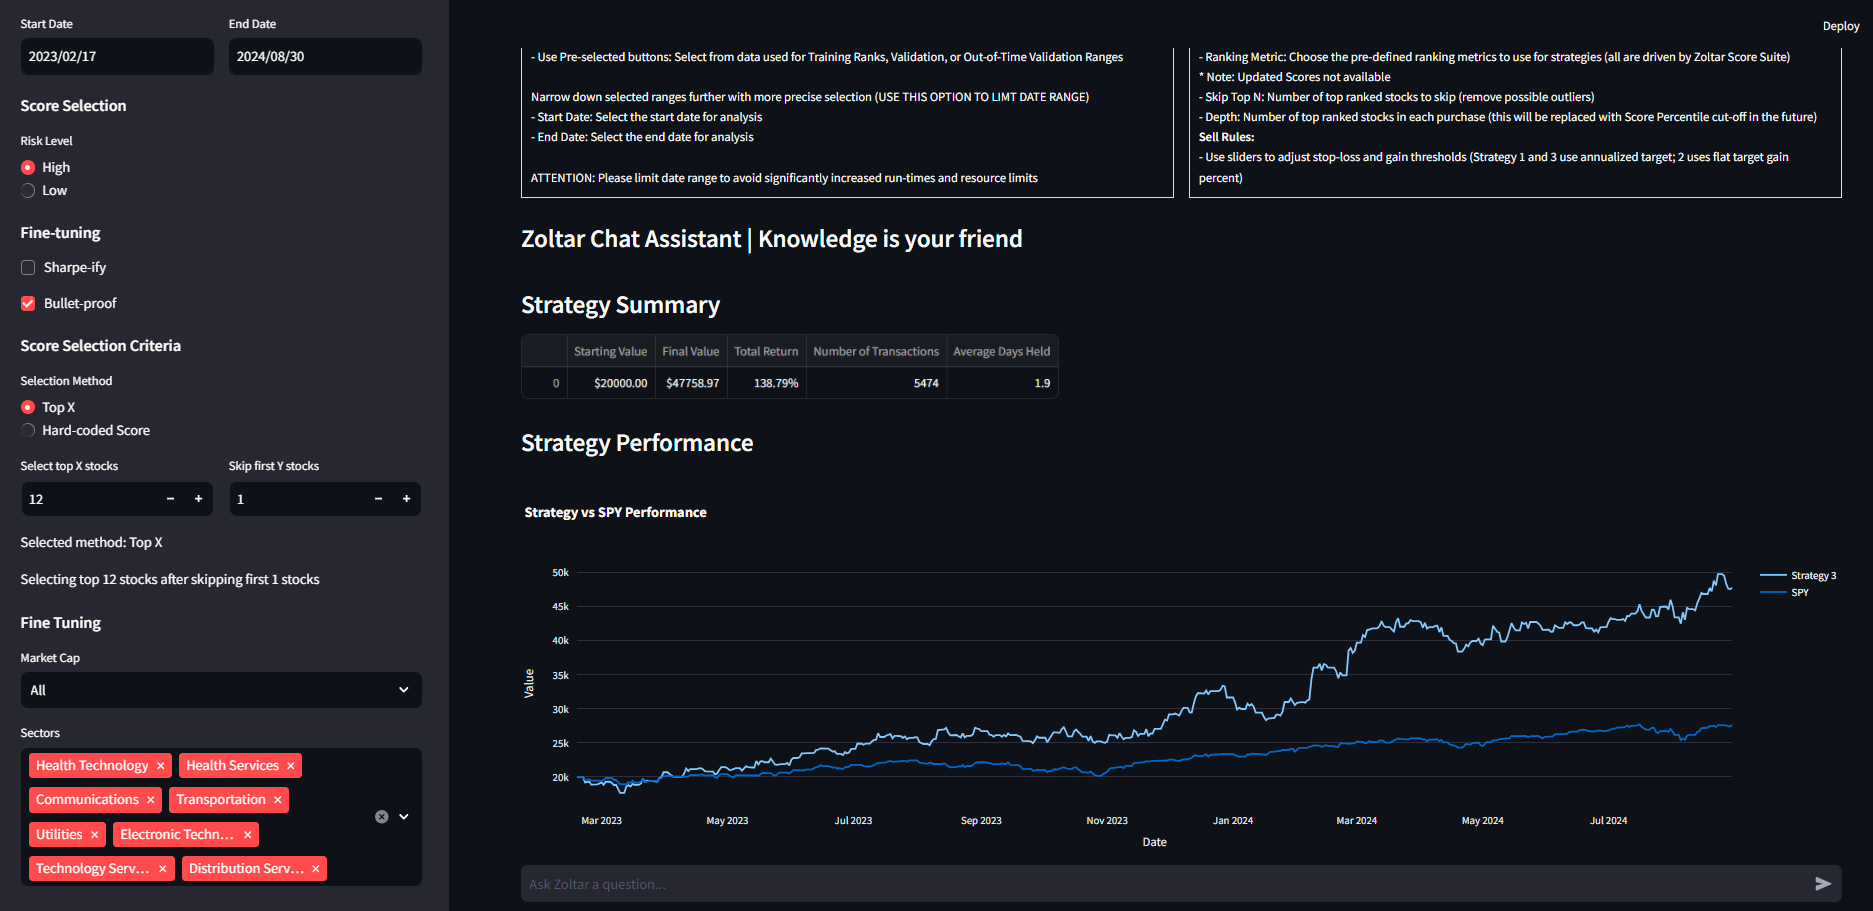 Start Date
End Date
2023/02/17
2024/08/30
Score Selection
Risk Level
High
Low
Fine-tuning
Sharpe-ify
Bullet-proof
Score Selection Criteria
Selection Method
Top X
Hard-coded Score
Select top X stocks
Skip first Y stocks
12
- +
1
- +
Selected method: Top X
Selecting top 12 stocks after skipping first 1 stocks
Fine Tuning
Market Cap
All
Sectors
Health Technology ×
Health Services ×
Communications ×
Transportation ×
Utilities ×
Electronic Techn... ×
Technology Serv... ×
Distribution Serv... ×
Deploy
- Use Pre-selected buttons: Select from data used for Training Ranks, Validation, or Out-of-Time Validation Ranges
Narrow down selected ranges further with more precise selection (USE THIS OPTION TO LIMT DATE RANGE)
- Start Date: Select the start date for analysis
- End Date: Select the end date for analysis
ATTENTION: Please limit date range to avoid significantly increased run-times and resource limits
- Ranking Metric: Choose the pre-defined ranking metrics to use for strategies (all are driven by Zoltar Score Suite)
* Note: Updated Scores not available
- Skip Top N: Number of top ranked stocks to skip (remove possible outliers)
- Depth: Number of top ranked stocks in each purchase (this will be replaced with Score Percentile cut-off in the future)
Sell Rules:
- Use sliders to adjust stop-loss and gain thresholds (Strategy 1 and 3 use annualized target; 2 uses flat target gain
percent)
Zoltar Chat Assistant | Knowledge is your friend
Strategy Summary
Starting Value Final Value Total Return Number of Transactions Average Days Held
0 $20000.00 $47758.97 138.79% 5474 1.9
Strategy Performance
Strategy vs SPY Performance
50k
45k
40k
35k
30k
25k
20k
Value
Mar 2023 May 2023 Jul 2023 Sep 2023 Nov 2023 Jan 2024 Mar 2024 May 2024 Jul 2024
Date
Strategy 3
SPY
Ask Zoltar a question...